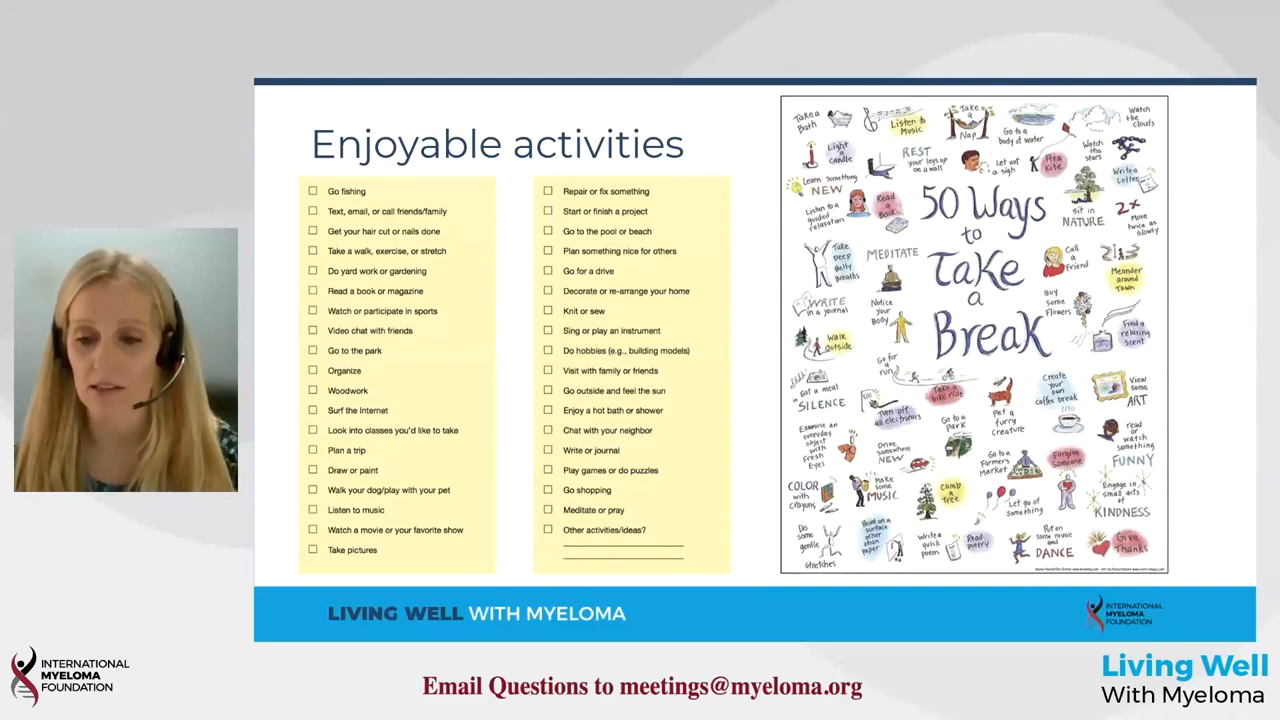 Enjoyable activities
Go fishing
Text, email, or call friends/family
Get your hair cut or nails done
Take a walk, exercise, or stretch
Do yard work or gardening
Read a book or magazine
Watch or participate in sports
Video chat with friends
Go to the park
Organize
Woodwork
Surf the Internet
Look into classes you'd like to take
Plan a trip
Draw or paint
Walk your dog/play with your pet
Listen to music
Watch a movie or your favorite show
Take pictures
Repair or fix something
Start or finish a project
Go to the pool or beach
Plan something nice for others
Go for a drive
Decorate or re-arrange your home
Knit or sew
Sing or play an instrument
Do hobbies (e.g., building models)
Visit with family or friends
Go outside and feel the sun
Enjoy a hot bath or shower
Chat with your neighbor
Write or journal
Play games or do puzzles
Go shopping
Meditate or pray
Other activities/ideas?
50 Ways
to
Take
a
Break
Take a
Bath
Listen to
Music
Take
a
Nap
Go to a
body of water
Watch
the
clouds
Light
a
candle
REST
your legs up
on a wall
Let out
a sigh
Fly a
Kite
Watch
the
stars
Write a
Letter
Learn Something
NEW
Listen to a
guided
relaxation
Read
a
Book
Sit in
NATURE
2x
Move
twice as
slowly
Take
Deep
Belly
Breaths
MEDITATE
Call
a
Friend
Meander
around
Town
WRITE
in a journal
Notice
your
Body
Buy
some
Flowers
Find a
relaxing
Scent
Walk
Outside
Go for
a
run
Take a
bike ride
Create
your
own
coffee break
View
some
ART
Eat a meal
in
SILENCE
Turn off
all electronics
Go to a
park
Pet a
furry
creature
read
or
watch
something
FUNNY
Examine an
everyday
object
with
Fresh
Eyes
Drive
somewhere
NEW
Go to a
Farmer's
Market
Forgive
Someone
COLOR
with
Crayons
Make
some
MUSIC
Climb
a
Tree
Let go of
something
Engage in
small acts
of
KINDNESS
Do
some
gentle
stretches
Paint on a
surface
other
than
paper
Write a
quick
poem
Read
poetry
Put on
some music
and
DANCE
Give
Thanks
LIVING WELL WITH MYELOMA
INTERNATIONAL
MYELOMA
FOUNDATION
INTERNATIONAL
MYELOMA
FOUNDATION
Email Questions to meetings@myeloma.org
Living Well
With Myeloma